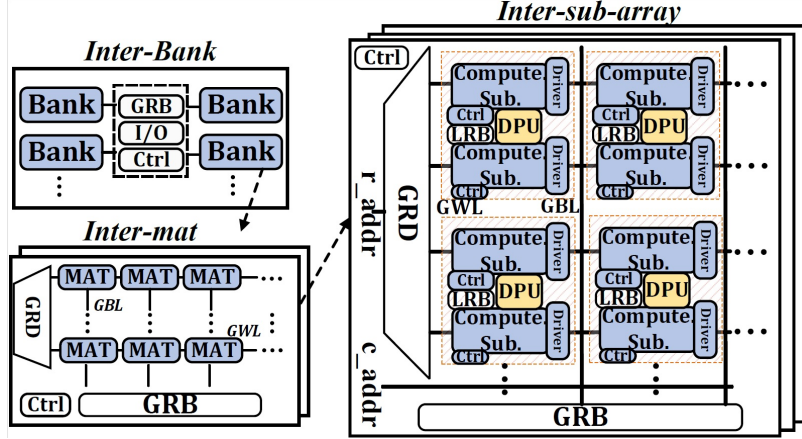 Inter-Bank
Bank GRB Bank
I/O
Bank Ctrl Bank
Inter-mat
GRD
MAT MAT MAT
GBL
GWL
MAT MAT MAT
Ctrl GRB
Inter-sub-array
Ctrl
r_addr
GRD
c_addr
Compute. Sub. Driver
Compute. Sub. Driver
Ctrl LRB DPU
Ctrl LRB DPU
Compute. Sub. Driver
Compute. Sub. Driver
Ctrl
Ctrl
GWL GBL
Compute. Sub. Driver
Compute. Sub. Driver
Ctrl LRB DPU
Ctrl LRB DPU
Compute. Sub. Driver
Compute. Sub. Driver
Ctrl
Ctrl
GRB